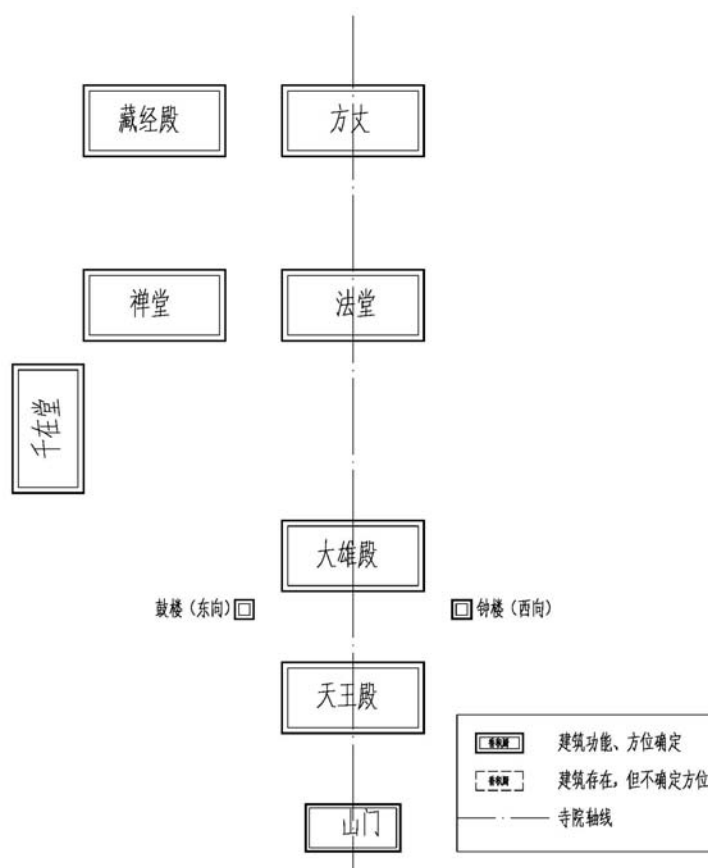 藏经殿
方丈
禅堂
法堂
千在堂
大雄殿
鼓楼（东向）
钟楼（西向）
天王殿
建筑功能、方位确定
建筑存在，但不确定方位
寺院轴线
山门